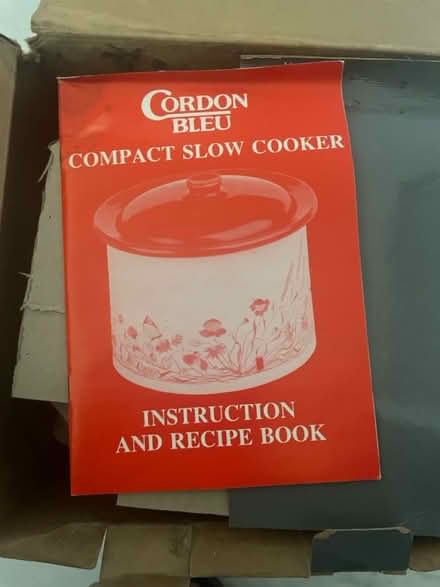 CORDON
BLEU
COMPACT SLOW COOKER
INSTRUCTION
AND RECIPE BOOK